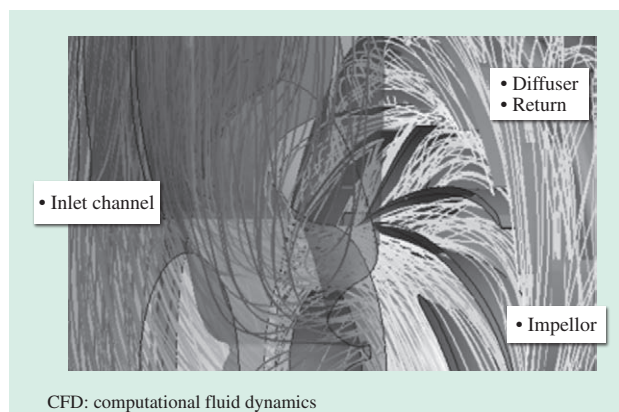 • Diffuser
• Return
• Inlet channel
• Impellor
CFD: computational fluid dynamics